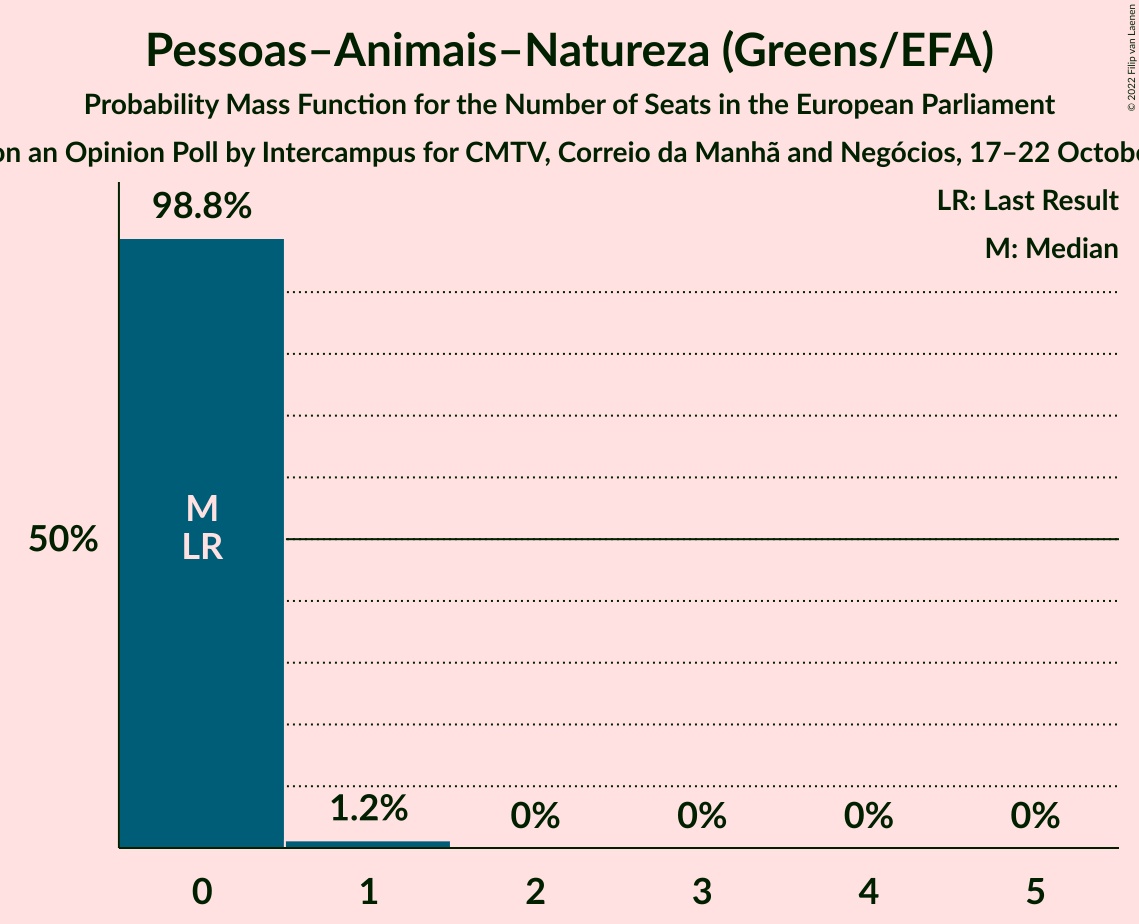 Pessoas–Animais–Natureza (Greens/EFA)
Probability Mass Function for the Number of Seats in the European Parliament
an Opinion Poll by Intercampus for CMTV, Correio da Manhã and Negócios, 17–22
© 2022 Filip van Laenen
LR: Last Result
M: Median
98.8%
M
LR
50%
1.2%
0%
0%
0%
0%
0
1
2
3
4
5